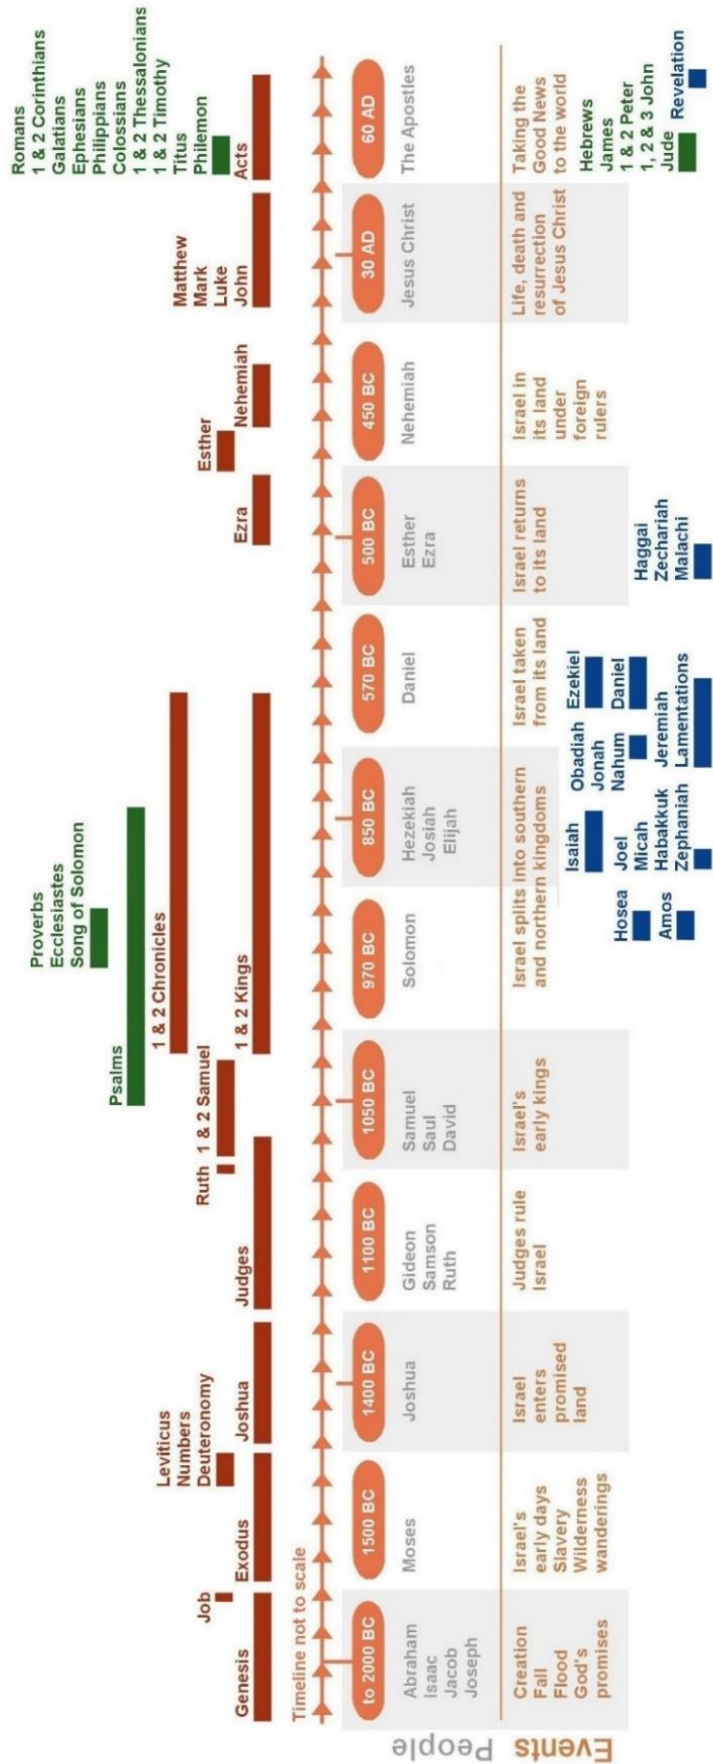 Proverbs
Ecclesiastes
Song of Solomon
Psalms
1 & 2 Chronicles
Romans
1 & 2 Corinthians
Galatians
Ephesians
Philippians
Colossians
1 & 2 Thessalonians
1 & 2 Timothy
Titus
Philemon
Leviticus
Numbers
Deuteronomy
Job
Ruth
1 & 2 Samuel
Esther
Matthew
Mark
Luke
John
Genesis
Exodus
Joshua
Judges
1 & 2 Kings
Ezra
Nehemiah
Acts
Timeline not to scale
to 2000 BC
1500 BC
1400 BC
1100 BC
1050 BC
970 BC
850 BC
570 BC
500 BC
450 BC
30 AD
60 AD
People
Abraham
Isaac
Jacob
Joseph
Moses
Joshua
Gideon
Samson
Ruth
Samuel
Saul
David
Solomon
Hezekiah
Josiah
Elijah
Daniel
Esther
Ezra
Nehemiah
Jesus Christ
The Apostles
Events
Creation
Fall
Flood
God's
promises
Israel's
early days
Slavery
Wilderness
wanderings
Israel
enters
promised
land
Judges rule
Israel
Israel's
early kings
Israel splits into southern
and northern kingdoms
Israel taken
from its land
Israel returns
to its land
Israel in
its land
under
foreign
rulers
Life, death and
resurrection
of Jesus Christ
Taking the
Good News
to the world
Hosea
Amos
Isaiah
Joel
Micah
Habakkuk
Zephaniah
Obadiah
Jonah
Nahum
Jeremiah
Lamentations
Ezekiel
Daniel
Haggai
Zechariah
Malachi
Hebrews
James
1 & 2 Peter
1, 2 & 3 John
Jude
Revelation